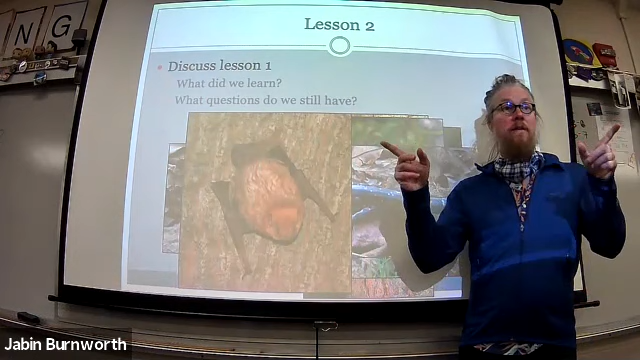 N G
Lesson 2
Discuss lesson 1
What did we learn?
What questions do we still have?
Jabin Burnworth